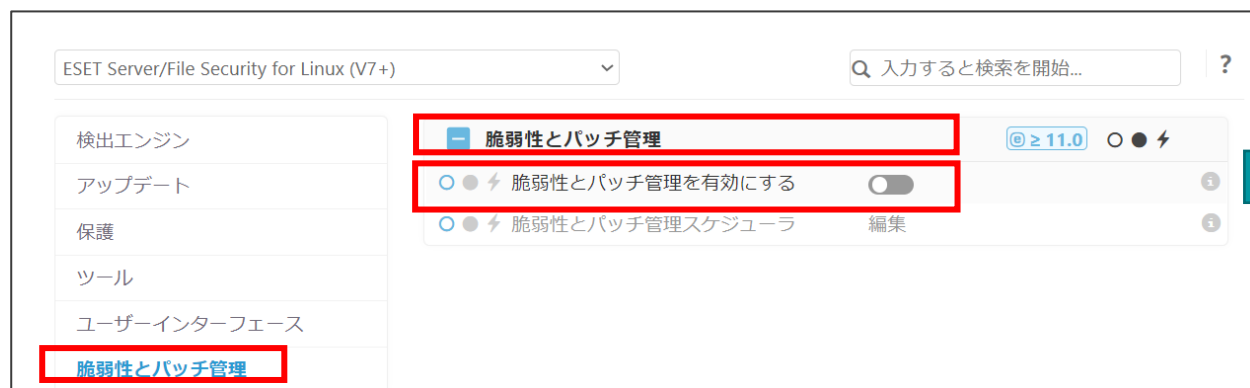 ESET Server/File Security for Linux (V7+)
入力すると検索を開始...
?
検出エンジン
アップデート
保護
ツール
ユーザーインターフェース
脆弱性とパッチ管理
脆弱性とパッチ管理
≥ 11.0
脆弱性とパッチ管理を有効にする
脆弱性とパッチ管理スケジューラ 編集